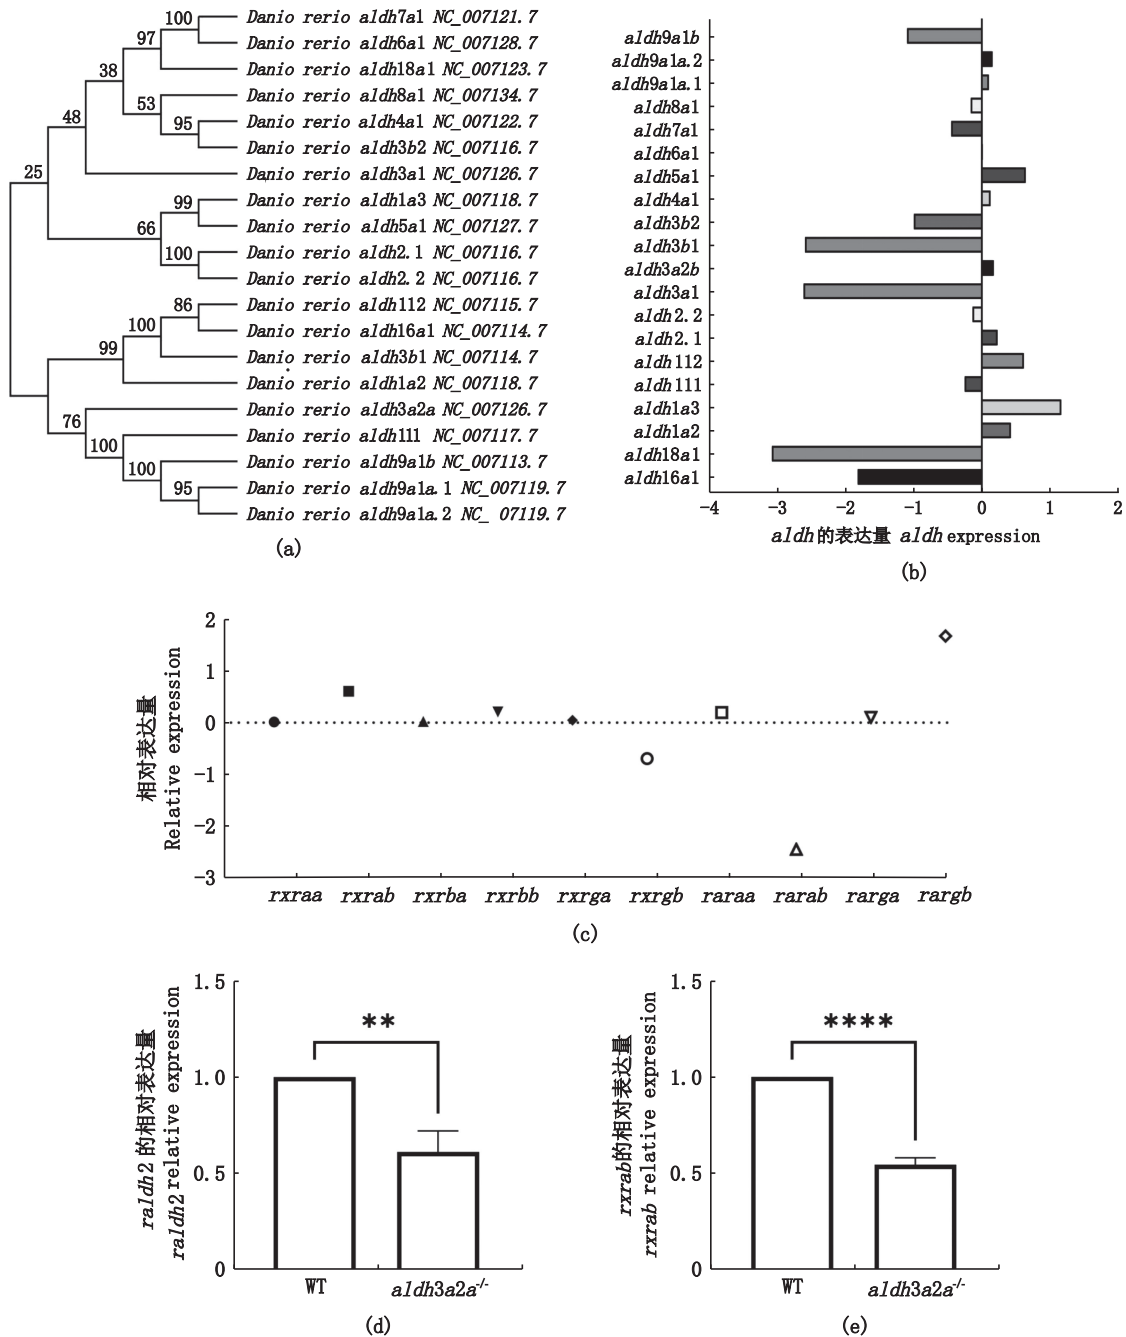 100
Danio rerio aldh7a1 NC_007121.7
97
Danio rerio aldh6a1 NC_007128.7
38
Danio rerio aldh18a1 NC_007123.7
Danio rerio aldh8a1 NC_007134.7
53
48
95
Danio rerio aldh4a1 NC_007122.7
Danio rerio aldh3b2 NC_007116.7
25
Danio rerio aldh3a1 NC_007126.7
99
Danio rerio aldh1a3 NC_007118.7
66
Danio rerio aldh5a1 NC_007127.7
100
Danio rerio aldh2.1 NC_007116.7
Danio rerio aldh2.2 NC_007116.7
86
Danio rerio aldh112 NC_007115.7
100
Danio rerio aldh16a1 NC_007114.7
99
Danio rerio aldh3b1 NC_007114.7
Danio rerio aldh1a2 NC_007118.7
76
Danio rerio aldh3a2a NC_007126.7
100
Danio rerio aldh111 NC_007117.7
100
Danio rerio aldh9a1b NC_007113.7
95
Danio rerio aldh9a1a.1 NC_007119.7
Danio rerio aldh9a1a.2 NC_ 07119.7
(a)
aldh9a1b
aldh9a1a.2
aldh9a1a.1
aldh8a1
aldh7a1
aldh6a1
aldh5a1
aldh4a1
aldh3b2
aldh3b1
aldh3a2b
aldh3a1
aldh2.2
aldh2.1
aldh112
aldh111
aldh1a3
aldh1a2
aldh18a1
aldh16a1
-4 -3 -2 -1 0 1 2
aldh的表达量 aldh expression
(b)
相对表达量
Relative expression
2
1
0
-1
-2
-3
rxraa rxrab rxrba rxrbb rxrga rxrgb raraa rarab rarga rargb
(c)
raldh2的相对表达量
raldh2 relative expression
1.5
1.0
0.5
0
**
WT aldh3a2a-/-
(d)
rxrab的相对表达量
rxrab relative expression
1.5
1.0
0.5
0
****
WT aldh3a2a-/-
(e)